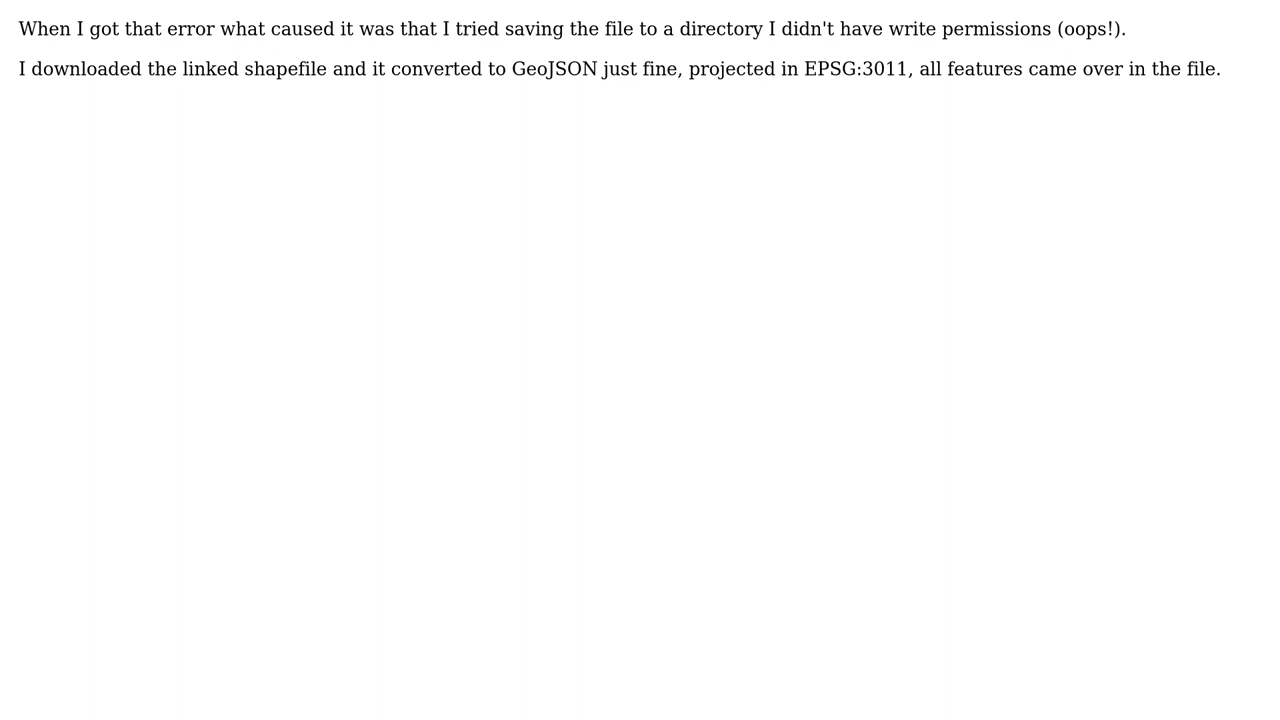 When I got that error what caused it was that I tried saving the file to a directory I didn't have write permissions (oops!).
I downloaded the linked shapefile and it converted to GeoJSON just fine, projected in EPSG:3011, all features came over in the file.